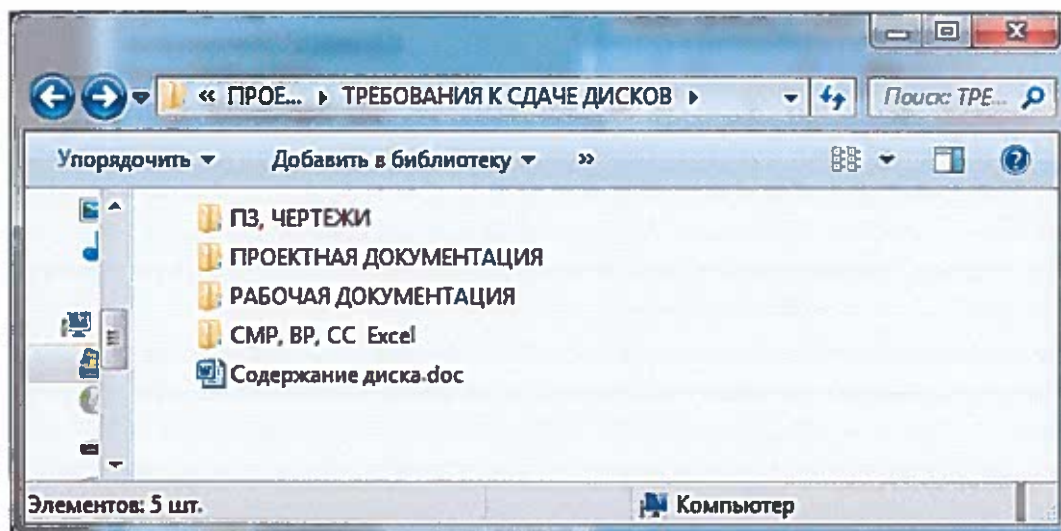 « ПРОЕ... ▸ ТРЕБОВАНИЯ К СДАЧЕ ДИСКОВ ▸ Поиск: ТРЕ...
Упорядочить ▾ Добавить в библиотеку ▾ »
ПЗ, ЧЕРТЕЖИ
ПРОЕКТНАЯ ДОКУМЕНТАЦИЯ
РАБОЧАЯ ДОКУМЕНТАЦИЯ
СМР, ВР, СС Excel
Содержание диска.doc
Элементов: 5 шт. Компьютер